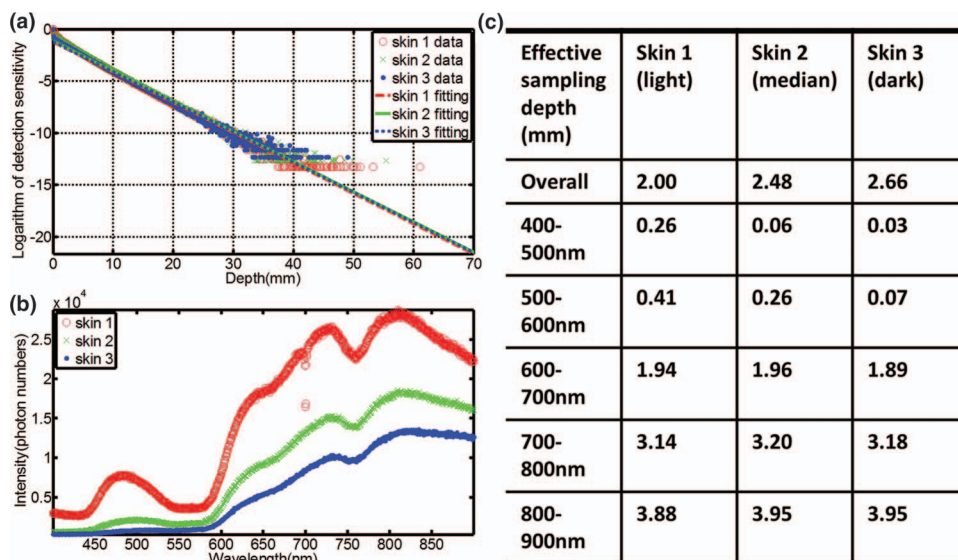 (a)
Logarithm of detection sensitivity
0
-5
-10
-15
-20
skin 1 data
skin 2 data
skin 3 data
skin 1 fitting
skin 2 fitting
skin 3 fitting
0 10 20 30 40 50 60 70
Depth(mm)
(b)
x 10^4
Intensity(photon numbers)
2.5
2
1.5
1
0.5
skin 1
skin 2
skin 3
450 500 550 600 650 700 750 800 850
Wavelength(nm)
(c)
Effective sampling depth (mm) Skin 1 (light) Skin 2 (median) Skin 3 (dark)
Overall 2.00 2.48 2.66
400-500nm 0.26 0.06 0.03
500-600nm 0.41 0.26 0.07
600-700nm 1.94 1.96 1.89
700-800nm 3.14 3.20 3.18
800-900nm 3.88 3.95 3.95